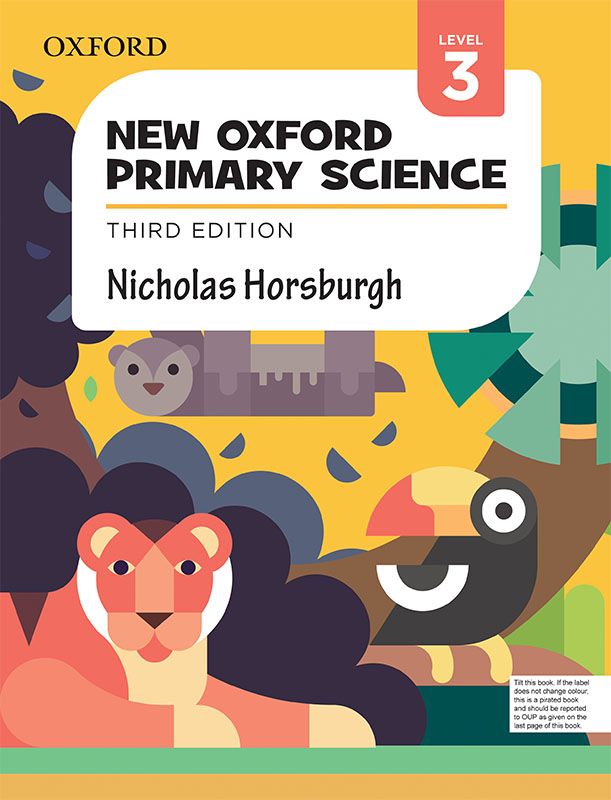 OXFORD
LEVEL
3
NEW OXFORD
PRIMARY SCIENCE
THIRD EDITION
Nicholas Horsburgh
Tilt this book. If the label
does not change colour,
this is a pirated book
and should be reported
to OUP as given on the
last page of this book.